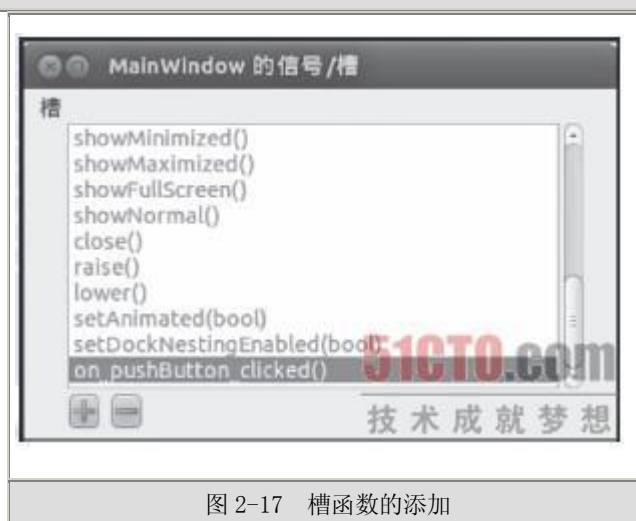 MainWindow 的信号/槽
槽
showMinimized()
showMaximized()
showFullScreen()
showNormal()
close()
raise()
lower()
setAnimated(bool)
setDockNestingEnabled(bool)
on_pushButton_clicked()
51CTO.com
技术成就梦想
图 2-17 槽函数的添加